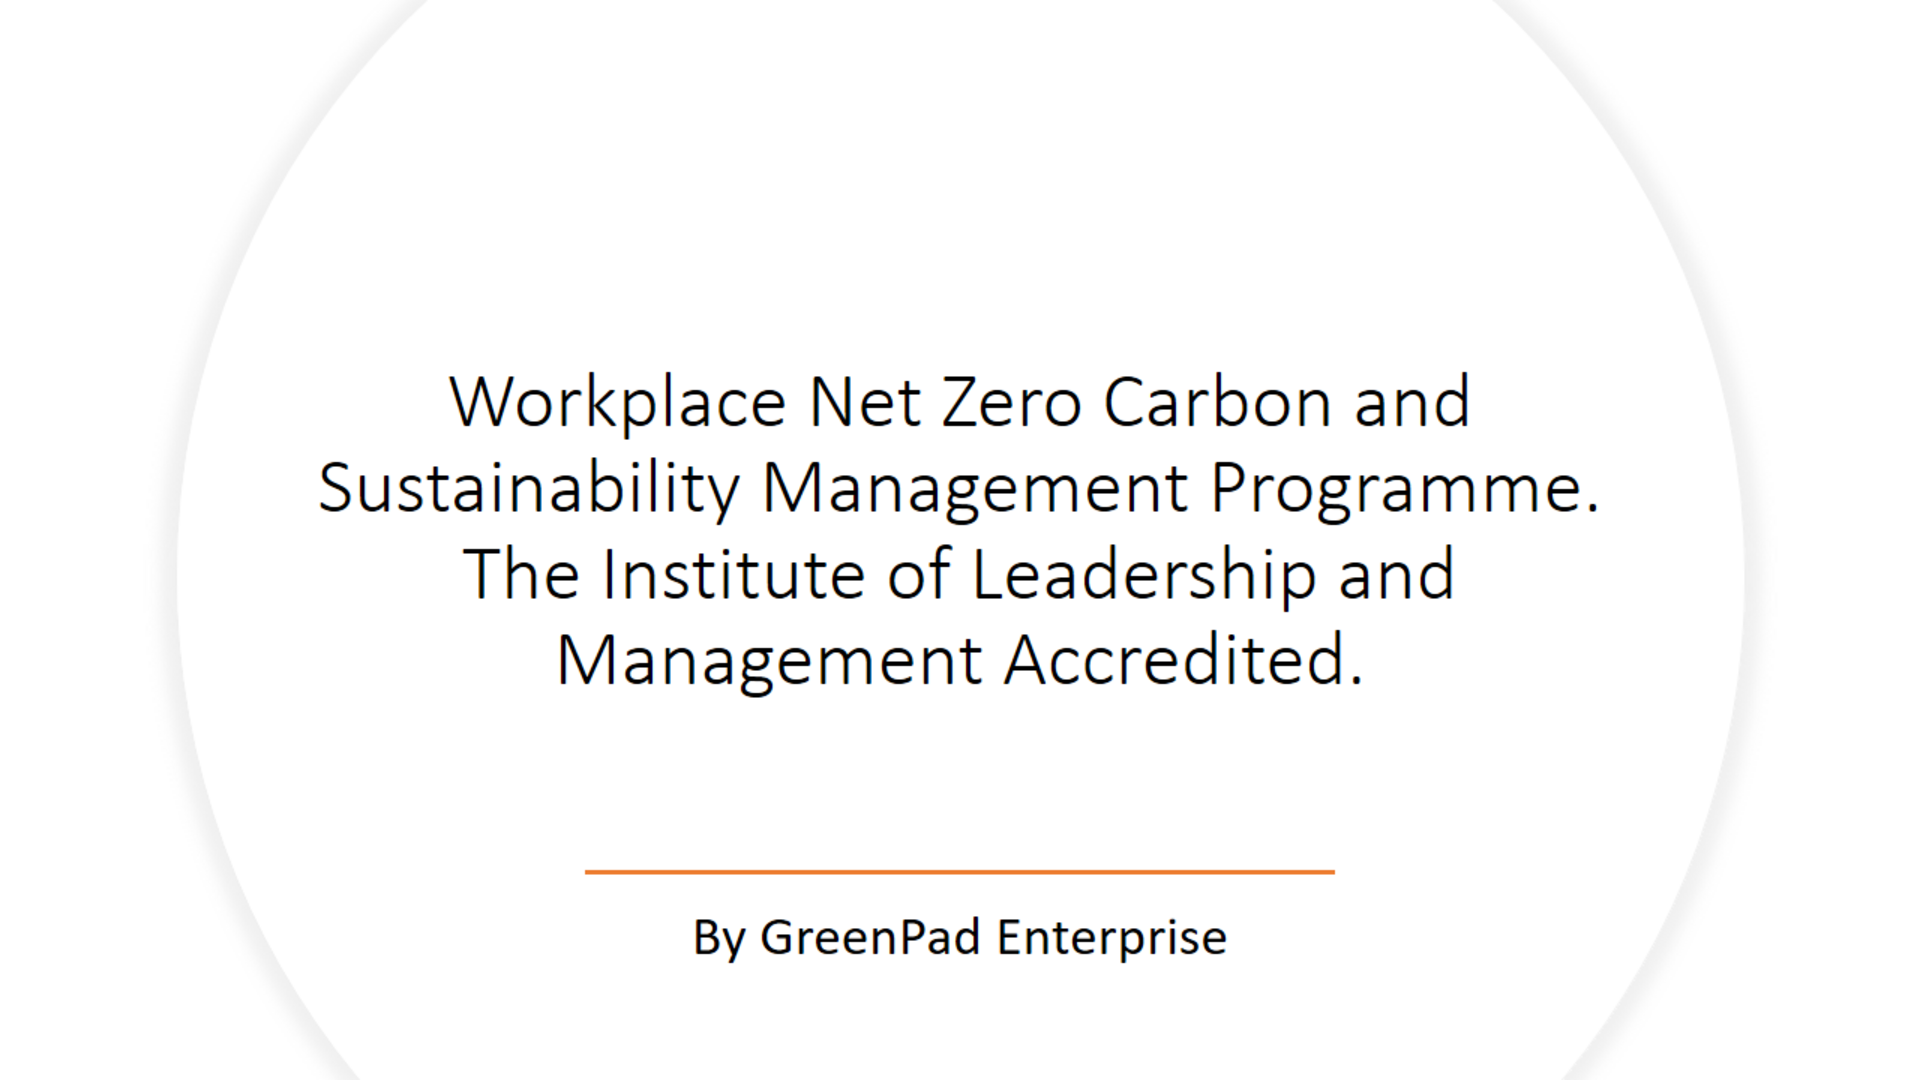 Workplace Net Zero Carbon and
Sustainability Management Programme.
The Institute of Leadership and
Management Accredited.
By GreenPad Enterprise